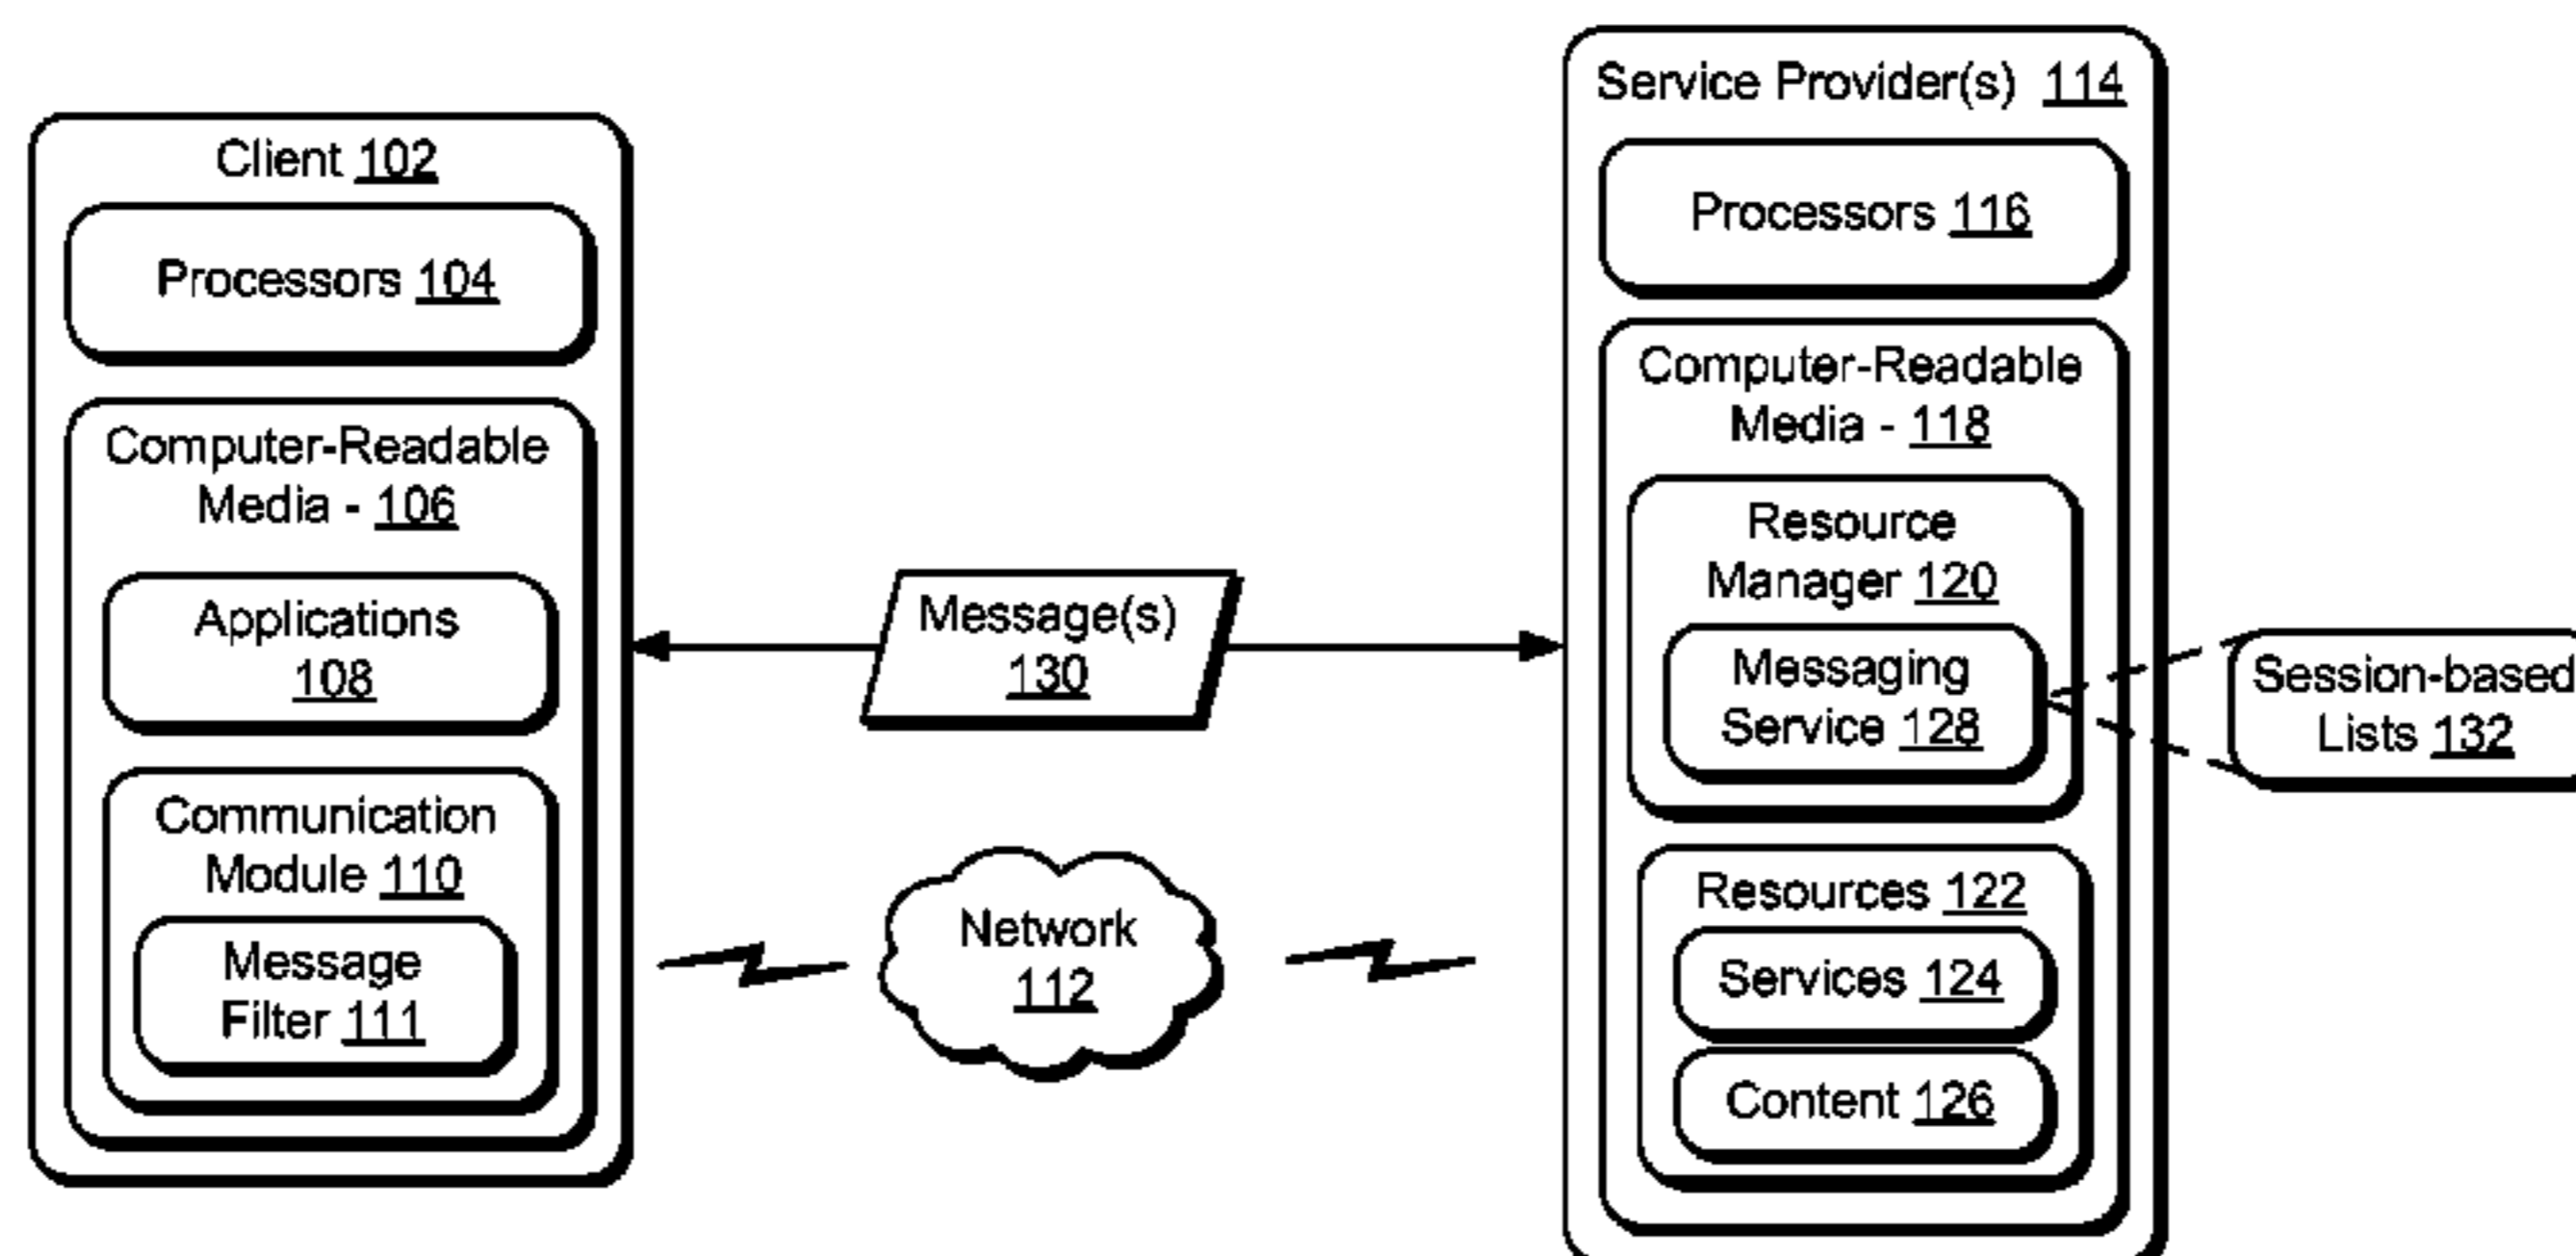 Client 102
Processors 104
Computer-Readable
Media - 106
Applications
108
Communication
Module 110
Message
Filter 111
Message(s)
130
Network
112
Service Provider(s) 114
Processors 116
Computer-Readable
Media - 118
Resource
Manager 120
Messaging
Service 128
Resources 122
Services 124
Content 126
Session-based
Lists 132